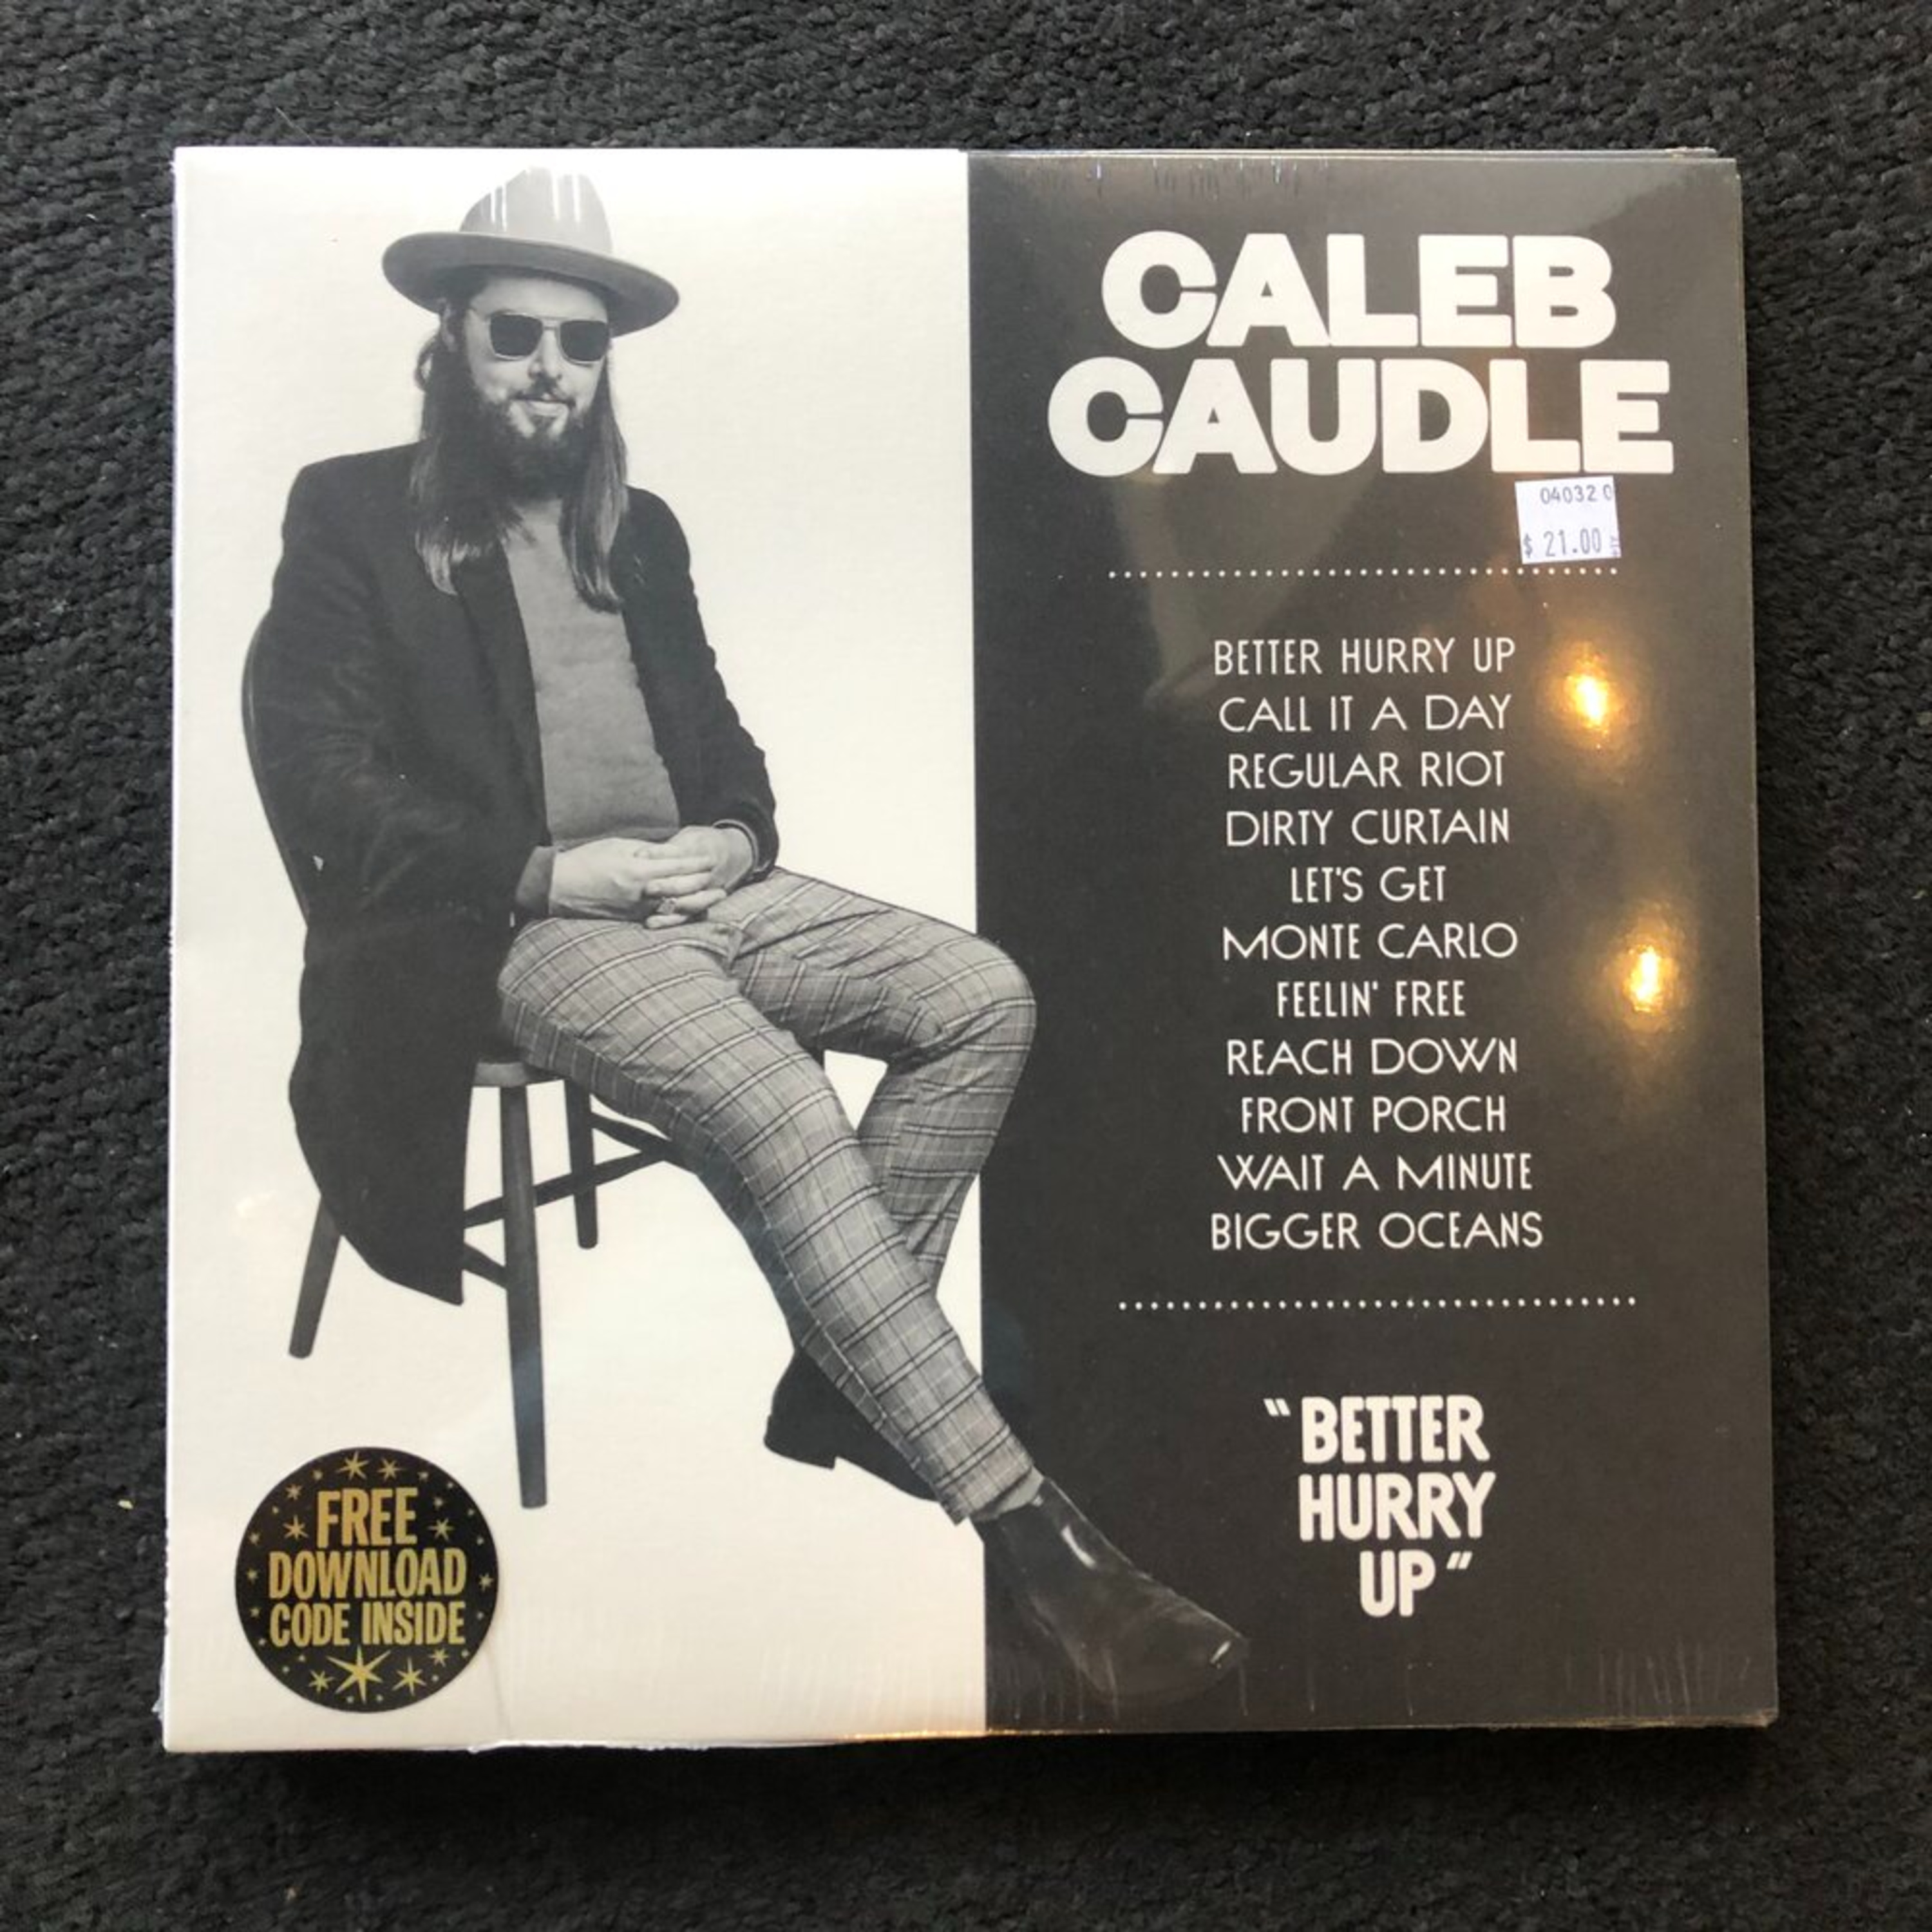 CALEB
CAUDLE
04032 0
$ 21.00
BETTER HURRY UP
CALL IT A DAY
REGULAR RIOT
DIRTY CURTAIN
LET'S GET
MONTE CARLO
FEELIN' FREE
REACH DOWN
FRONT PORCH
WAIT A MINUTE
BIGGER OCEANS
"BETTER
HURRY
UP"
FREE
DOWNLOAD
CODE INSIDE